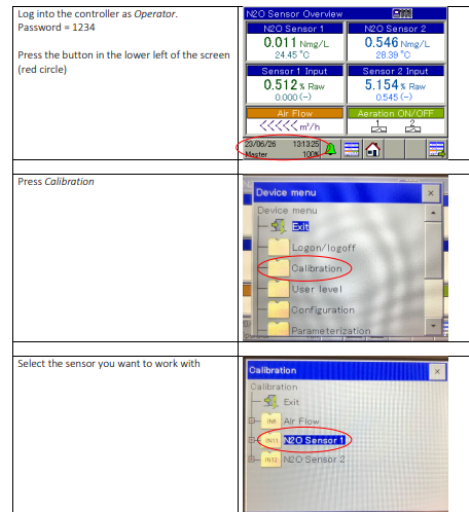 Log into the controller as Operator.
Password = 1234
Press the button in the lower left of the screen
(red circle)
N2O Sensor Overview
N2O Sensor 1
N2O Sensor 2
0.011 Nmg/L
0.546 Nmg/L
24.45 °C
28.39 °C
Sensor 1 Input
Sensor 2 Input
0.512 % Raw
5.154 % Raw
0.000 (-)
0.545 (-)
Air Flow
Aeration ON/OFF
<<<<< m³/h
1 2
23/06/26 13:13:25
Master 100%
Press Calibration
Device menu
Device menu
Exit
Logon/logoff
Calibration
User level
Configuration
Parameterization
Select the sensor you want to work with
Calibration
Calibration
Exit
Air Flow
IN11 N2O Sensor 1
IN12 N2O Sensor 2